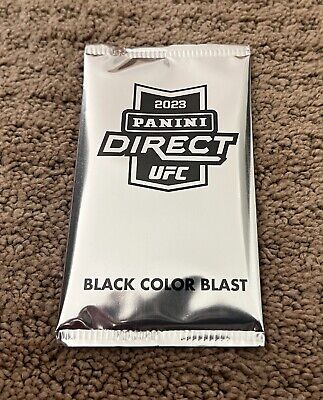 2023
PANINI
DIRECT
UFC
BLACK COLOR BLAST